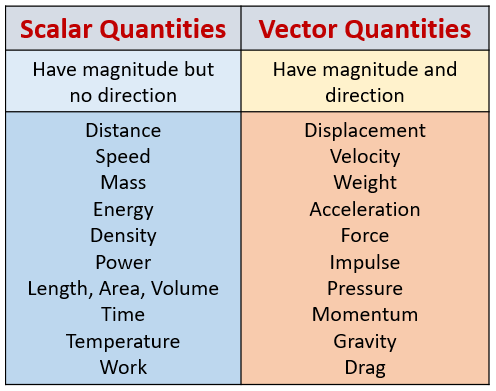 Scalar Quantities
Vector Quantities
Have magnitude but
no direction
Have magnitude and
direction
Distance
Speed
Mass
Energy
Density
Power
Length, Area, Volume
Time
Temperature
Work
Displacement
Velocity
Weight
Acceleration
Force
Impulse
Pressure
Momentum
Gravity
Drag